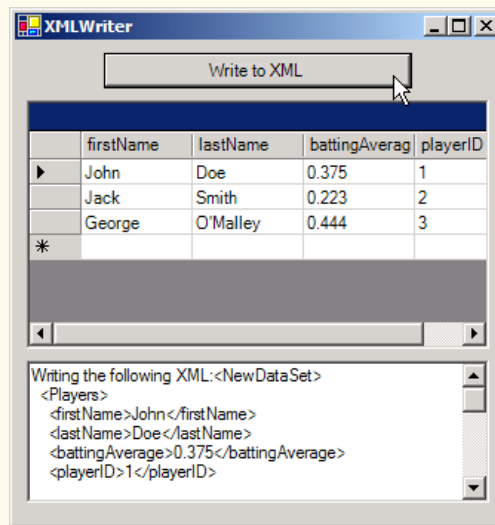 XMLWriter
Write to XML
firstName lastName battingAverag playerID
John Doe 0.375 1
Jack Smith 0.223 2
George O'Malley 0.444 3
Writing the following XML:<NewDataSet>
<Players>
<firstName>John</firstName>
<lastName>Doe</lastName>
<battingAverage>0.375</battingAverage>
<playerID>1</playerID>